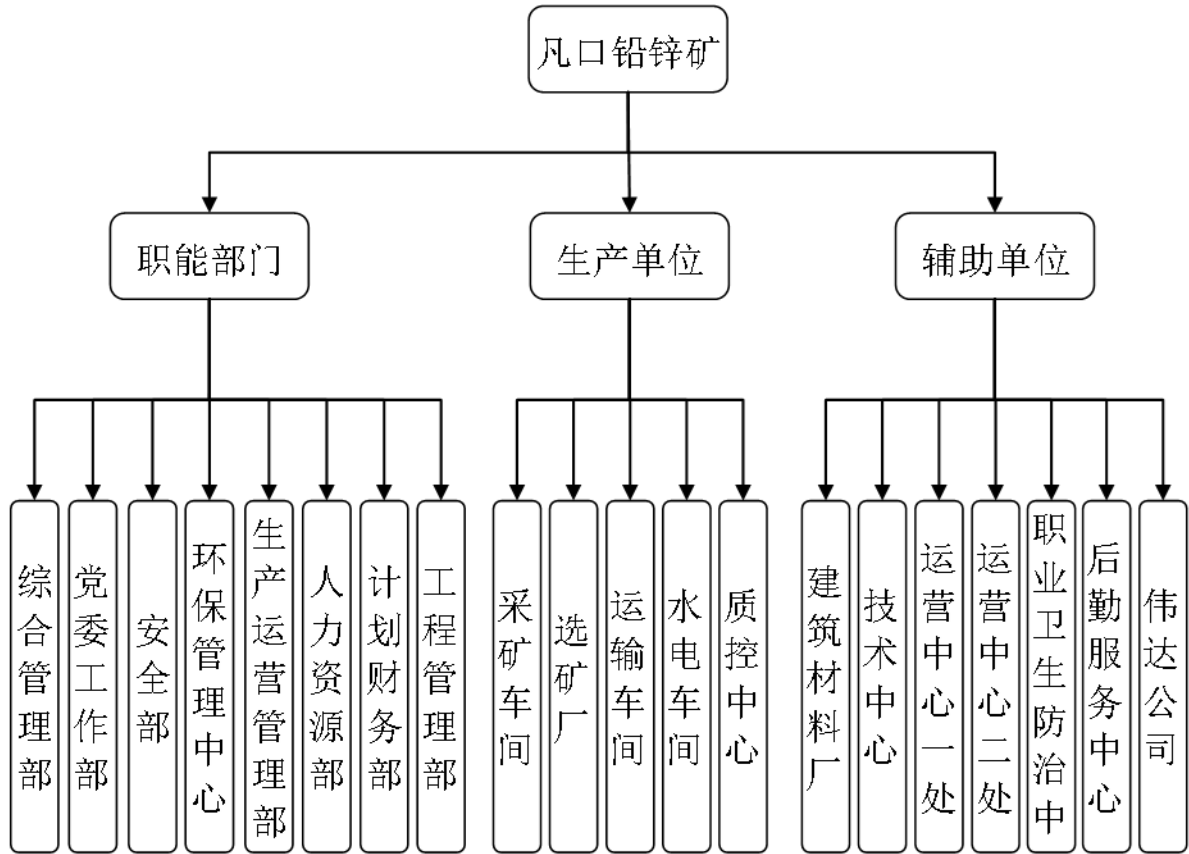 凡口铅锌矿
职能部门
生产单位
辅助单位
综合管理部
党委工作部
安全部
环保管理中心
生产运营管理部
人力资源部
计划财务部
工程管理部
采矿车间
选矿厂
运输车间
水电车间
质控中心
建筑材料厂
技术中心
运营中心一处
运营中心二处
职业卫生防治中
后勤服务中心
伟达公司